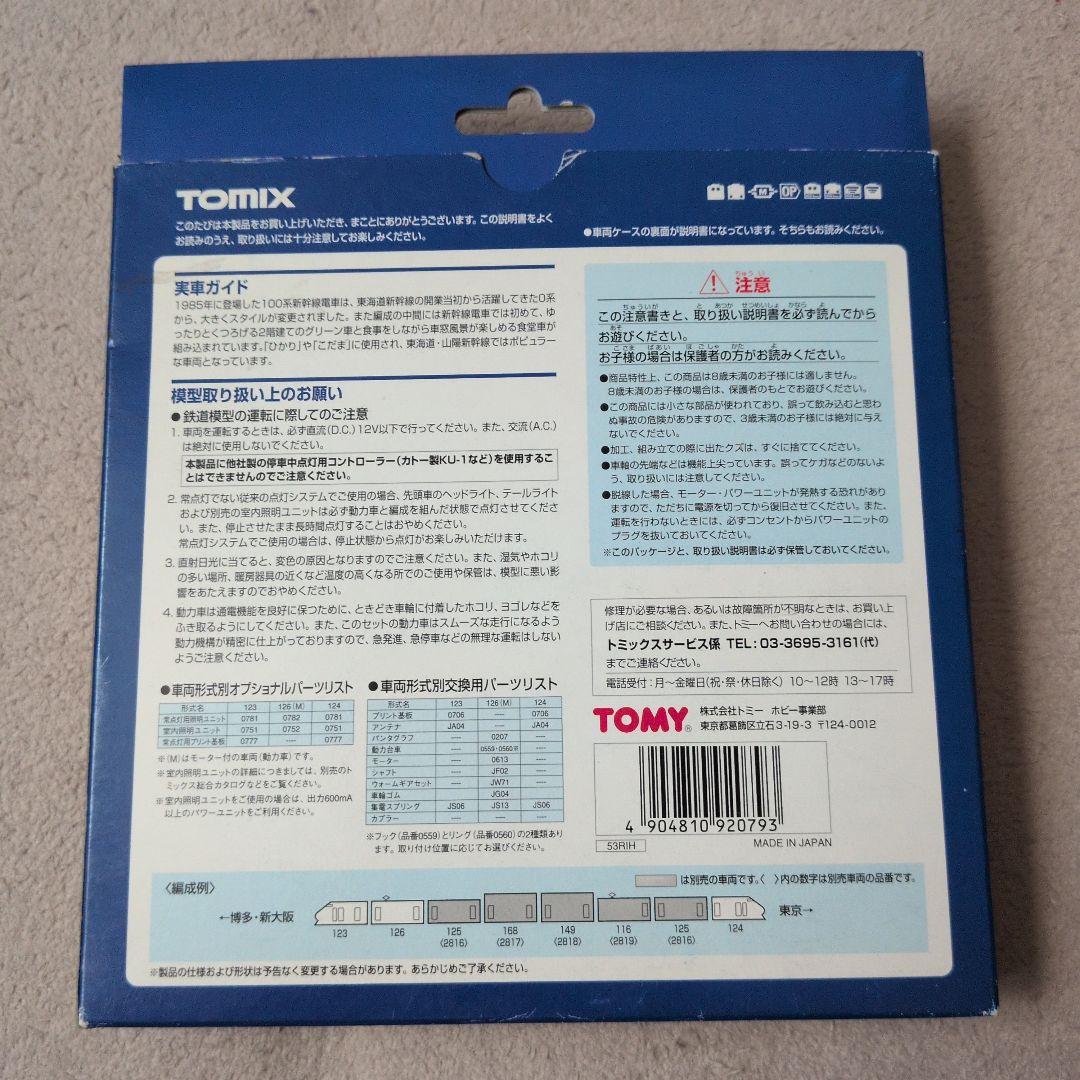 TOMIX
このたびは本製品をお買い上げいただき、まことにありがとうございます。この説明書をよく
お読みのうえ、取り扱いには十分注意してお楽しみください。
M
OP
●車両ケースの裏面が説明書になっています。そちらもお読みください。
実車ガイド
1985年に登場した100系新幹線電車は、東海道新幹線の開業当初から活躍してきた0系
から、大きくスタイルが変更されました。また編成の中間には新幹線電車では初めて、ゆ
ったりとくつろげる2階建てのグリーン車と食事をしながら車窓風景が楽しめる食堂車が
組み込まれています。「ひかり」や「こだま」に使用され、東海道・山陽新幹線ではポピュラー
な車両となっています。
模型取り扱い上のお願い
●鉄道模型の運転に際してのご注意
1. 車両を運転するときは、必ず直流(D.C.)12V以下で行ってください。また、交流(A.C.)
は絶対に使用しないでください。
本製品に他社製の停車中点灯用コントローラー(カトー製KU-1など)を使用するこ
とはできませんのでご注意ください。
2. 常点灯でない従来の点灯システムでご使用の場合、先頭車のヘッドライト、テールライト
および別売の室内照明ユニットは必ず動力車と編成を組んだ状態で点灯させてくださ
い。また、停止させたまま長時間点灯することはおやめください。
常点灯システムでご使用の場合は、停止状態から点灯がお楽しみいただけます。
3. 直射日光に当てると、変色の原因となりますのでご注意ください。また、湿気やホコリ
の多い場所、暖房器具の近くなど温度の高くなる所でのご使用や保管は、模型に悪い影
響をあたえますのでおやめください。
4. 動力車は通電機能を良好に保つために、ときどき車輪に付着したホコリ、ヨゴレなどを
ふき取るようにしてください。また、このセットの動力車はスムーズな走行になるよう
動力機構が精密に仕上がっておりますので、急発進、急停車などの無理な運転はしない
ようご注意ください。
●車両形式別オプショナルパーツリスト
形式名 123 126(M) 124
常点灯用照明ユニット 0781 0782 0781
室内照明ユニット 0751 0752 0751
常点灯用プリント基板 0777 ---- 0777
※(M)はモーター付の車両(動力車)です。
※室内照明ユニットの詳細につきましては、別売のト
ミックス総合カタログなどをご覧ください。
※室内照明ユニットをご使用の場合は、出力600mA
以上のパワーユニットをご利用ください。
●車両形式別交換用パーツリスト
形式名 123 126(M) 124
プリント基板 0706 ---- 0706
アンテナ JA04 ---- JA04
パンタグラフ ---- 0207 ----
動力台車 ---- 0559・0560※ ----
モーター ---- 0613 ----
シャフト ---- JF02 ----
ウォームギアセット ---- JW71 ----
車輪ゴム ---- JG04 ----
集電スプリング JS06 JS13 JS06
カプラー ---- ---- ----
※フック(品番0559)とリング(品番0560)の2種類あり
ます。取り付け位置に応じてお選びください。
ちゅうい
注意
ちゅういが と あつか せつめいしょ かなら よ
この注意書きと、取り扱い説明書を必ず読んでから
あそ
お遊びください。
こさま ばあい ほごしゃ かた よ
お子様の場合は保護者の方がお読みください。
●商品特性上、この商品は8歳未満のお子様には適しません。
8歳未満のお子様の場合は、保護者のもとでお遊びください。
●この商品には小さな部品が使われており、誤って飲み込むと思わ
ぬ事故の危険がありますので、3歳未満のお子様には絶対に与え
ないでください。
●加工、組み立ての際に出たクズは、すぐに捨ててください。
●車輪の先端などは機能上尖っています。誤ってケガなどのないよ
う、取り扱いには注意してください。
●脱線した場合、モーター・パワーユニットが発熱する恐れがあり
ますので、ただちに電源を切ってから復旧させてください。また、
運転を行わないときには、必ずコンセントからパワーユニットの
プラグを抜いておいてください。
※このパッケージと、取り扱い説明書は必ず保管しておいてください。
修理が必要な場合、あるいは故障箇所が不明なときは、お買い上
げ店にご相談ください。また、トミーへお問い合わせの場合には、
トミックスサービス係 TEL:03-3695-3161(代)
までご連絡ください。
電話受付:月〜金曜日(祝・祭・休日除く) 10〜12時 13〜17時
TOMY®
株式会社トミー ホビー事業部
東京都葛飾区立石3-19-3 〒124-0012
4 904810 920793
53RIH
MADE IN JAPAN
〈編成例〉
は別売の車両です。〈 〉内の数字は別売車両の品番です。
←博多・新大阪
東京→
123 126 125 168 149 116 125 124
〈2816〉 〈2817〉 〈2818〉 〈2819〉 〈2816〉
※製品の仕様および形状は予告なく変更する場合があります。あらかじめご了承ください。